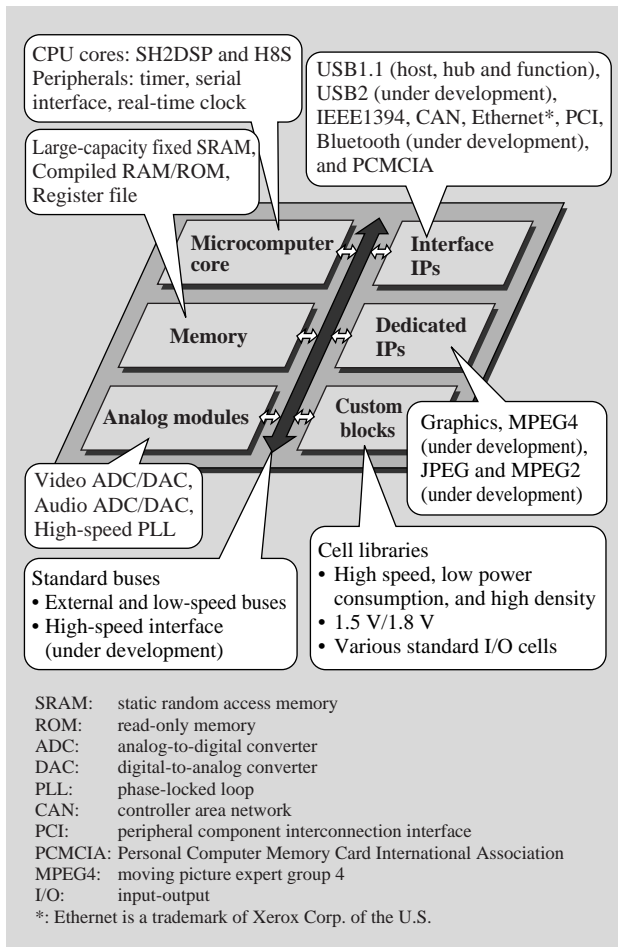 CPU cores: SH2DSP and H8S
Peripherals: timer, serial
interface, real-time clock
USB1.1 (host, hub and function),
USB2 (under development),
IEEE1394, CAN, Ethernet*, PCI,
Bluetooth (under development),
and PCMCIA
Large-capacity fixed SRAM,
Compiled RAM/ROM,
Register file
Microcomputer
core
Interface
IPs
Memory
Dedicated
IPs
Analog modules
Custom
blocks
Graphics, MPEG4
(under development),
JPEG and MPEG2
(under development)
Video ADC/DAC,
Audio ADC/DAC,
High-speed PLL
Standard buses
• External and low-speed buses
• High-speed interface
(under development)
Cell libraries
• High speed, low power
consumption, and high density
• 1.5 V/1.8 V
• Various standard I/O cells
SRAM: static random access memory
ROM: read-only memory
ADC: analog-to-digital converter
DAC: digital-to-analog converter
PLL: phase-locked loop
CAN: controller area network
PCI: peripheral component interconnection interface
PCMCIA: Personal Computer Memory Card International Association
MPEG4: moving picture expert group 4
I/O: input-output
*: Ethernet is a trademark of Xerox Corp. of the U.S.